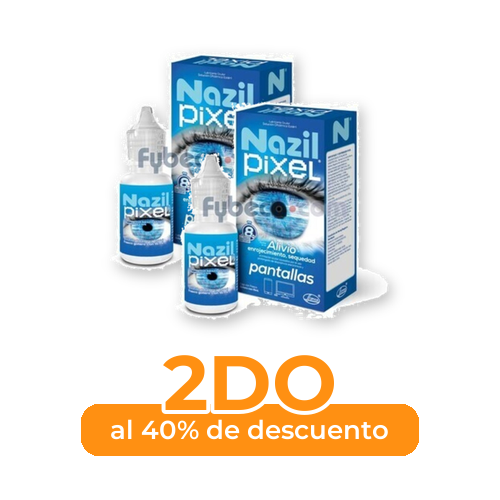 Nazil
N
pixel
Nazil
N
pixel
Alivio
enrojecimiento, sequedad
pantallas
Nazil
pixel
Nazil
pixel
2DO
al 40% de descuento